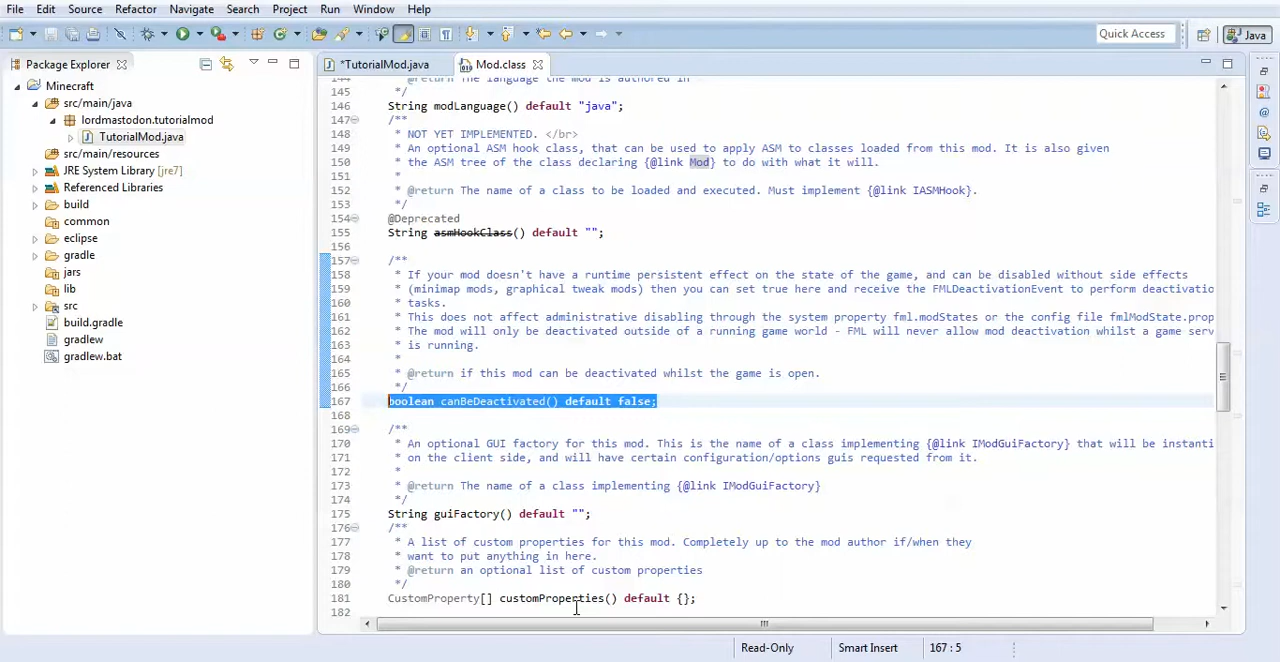 File Edit Source Refactor Navigate Search Project Run Window Help
Quick Access
Java
Package Explorer
*TutorialMod.java
Mod.class
Minecraft
src/main/java
lordmastodon.tutorialmod
TutorialMod.java
src/main/resources
JRE System Library [jre7]
Referenced Libraries
build
common
eclipse
gradle
jars
lib
src
build.gradle
gradlew
gradlew.bat
144 * @return The language the mod is authored in
145 */
146 String modLanguage() default "java";
147 /**
148 * NOT YET IMPLEMENTED. </br>
149 * An optional ASM hook class, that can be used to apply ASM to classes loaded from this mod. It is also given
150 * the ASM tree of the class declaring {@link Mod} to do with what it will.
151 *
152 * @return The name of a class to be loaded and executed. Must implement {@link IASMHook}.
153 */
154 @Deprecated
155 String asmHookClass() default "";
156
157 /**
158 * If your mod doesn't have a runtime persistent effect on the state of the game, and can be disabled without side effects
159 * (minimap mods, graphical tweak mods) then you can set true here and receive the FMLDeactivationEvent to perform deactivatio
160 * tasks.
161 * This does not affect administrative disabling through the system property fml.modStates or the config file fmlModState.prop
162 * The mod will only be deactivated outside of a running game world - FML will never allow mod deactivation whilst a game serv
163 * is running.
164 *
165 * @return if this mod can be deactivated whilst the game is open.
166 */
167 boolean canBeDeactivated() default false;
168
169 /**
170 * An optional GUI factory for this mod. This is the name of a class implementing {@link IModGuiFactory} that will be instanti
171 * on the client side, and will have certain configuration/options guis requested from it.
172 *
173 * @return The name of a class implementing {@link IModGuiFactory}
174 */
175 String guiFactory() default "";
176 /**
177 * A list of custom properties for this mod. Completely up to the mod author if/when they
178 * want to put anything in here.
179 * @return an optional list of custom properties
180 */
181 CustomProperty[] customProperties() default {};
182
Read-Only Smart Insert 167 : 5